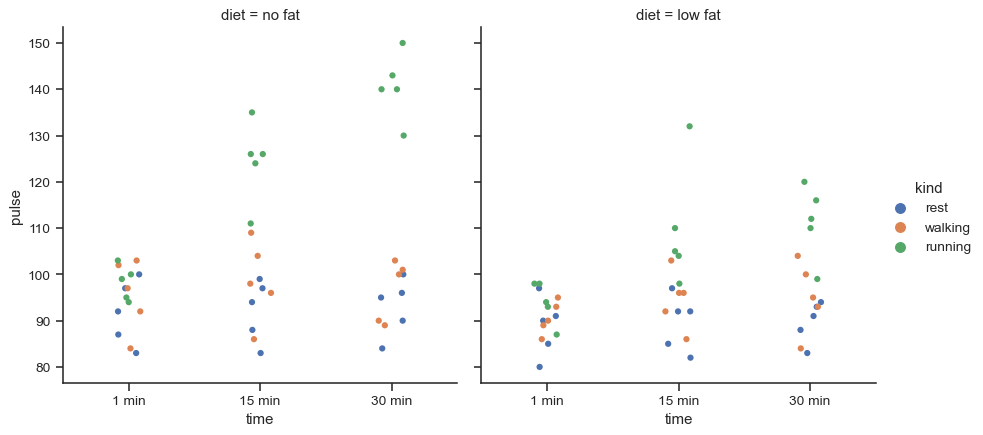 diet = no fat
diet = low fat
pulse
150
140
130
120
110
100
90
80
1 min
15 min
30 min
time
1 min
15 min
30 min
time
kind
rest
walking
running